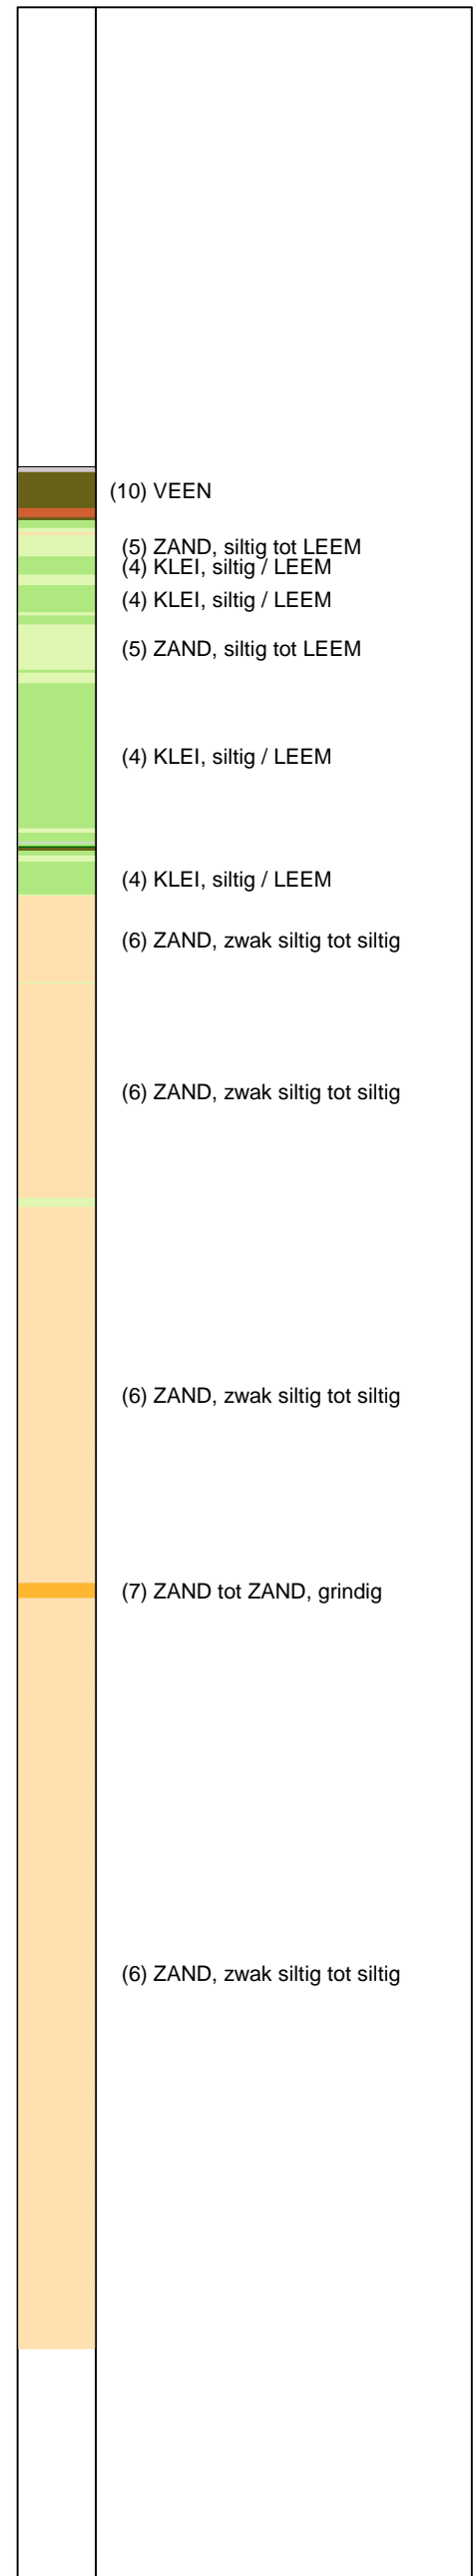 (10) VEEN
(5) ZAND, siltig tot LEEM
(4) KLEI, siltig / LEEM
(4) KLEI, siltig / LEEM
(5) ZAND, siltig tot LEEM
(4) KLEI, siltig / LEEM
(4) KLEI, siltig / LEEM
(6) ZAND, zwak siltig tot siltig
(6) ZAND, zwak siltig tot siltig
(6) ZAND, zwak siltig tot siltig
(7) ZAND tot ZAND, grindig
(6) ZAND, zwak siltig tot siltig